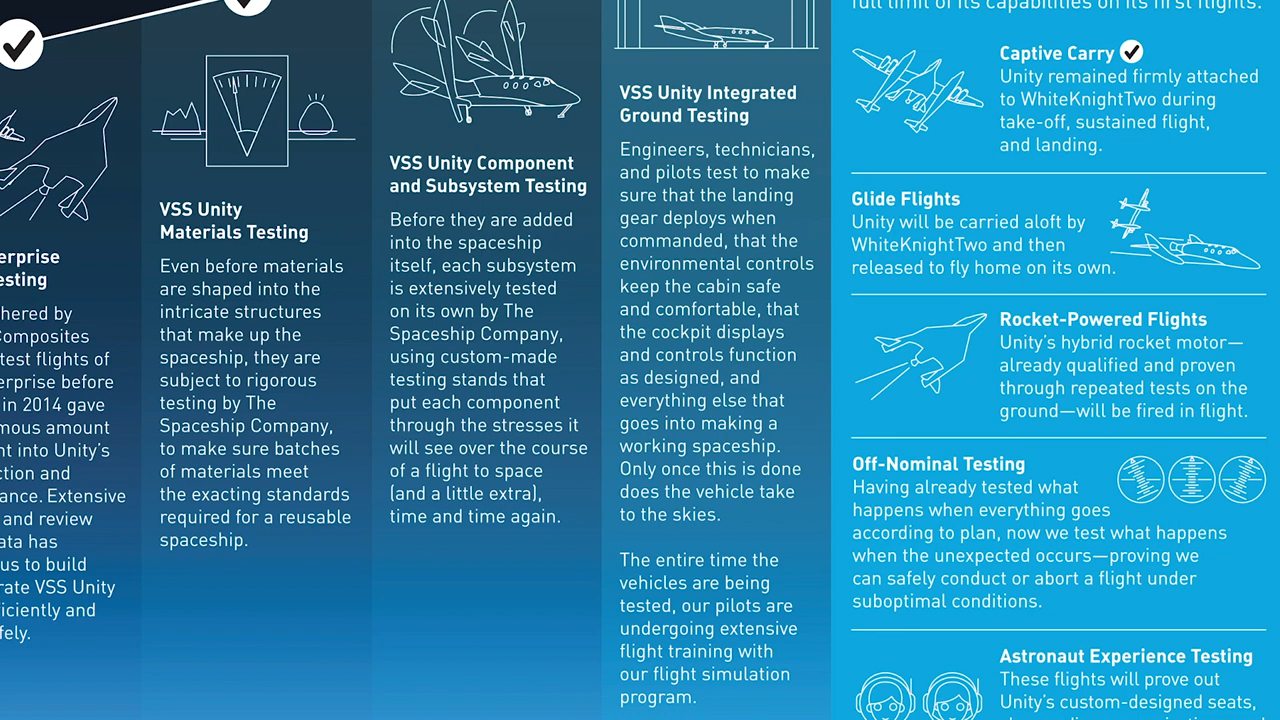 erprise
esting
hered by
Composites
test flights of
erprise before
in 2014 gave
mous amount
nt into Unity's
ction and
ance. Extensive
and review
ata has
us to build
rate VSS Unity
ficiently and
fely.
VSS Unity
Materials Testing
Even before materials
are shaped into the
intricate structures
that make up the
spaceship, they are
subject to rigorous
testing by The
Spaceship Company,
to make sure batches
of materials meet
the exacting standards
required for a reusable
spaceship.
VSS Unity Component
and Subsystem Testing
Before they are added
into the spaceship
itself, each subsystem
is extensively tested
on its own by The
Spaceship Company,
using custom-made
testing stands that
put each component
through the stresses it
will see over the course
of a flight to space
(and a little extra),
time and time again.
VSS Unity Integrated
Ground Testing
Engineers, technicians,
and pilots test to make
sure that the landing
gear deploys when
commanded, that the
environmental controls
keep the cabin safe
and comfortable, that
the cockpit displays
and controls function
as designed, and
everything else that
goes into making a
working spaceship.
Only once this is done
does the vehicle take
to the skies.
The entire time the
vehicles are being
tested, our pilots are
undergoing extensive
flight training with
our flight simulation
program.
full limit of its capabilities on its first flights.
Captive Carry
Unity remained firmly attached
to WhiteKnightTwo during
take-off, sustained flight,
and landing.
Glide Flights
Unity will be carried aloft by
WhiteKnightTwo and then
released to fly home on its own.
Rocket-Powered Flights
Unity's hybrid rocket motor—
already qualified and proven
through repeated tests on the
ground—will be fired in flight.
Off-Nominal Testing
Having already tested what
happens when everything goes
according to plan, now we test what happens
when the unexpected occurs—proving we
can safely conduct or abort a flight under
suboptimal conditions.
Astronaut Experience Testing
These flights will prove out
Unity's custom-designed seats,